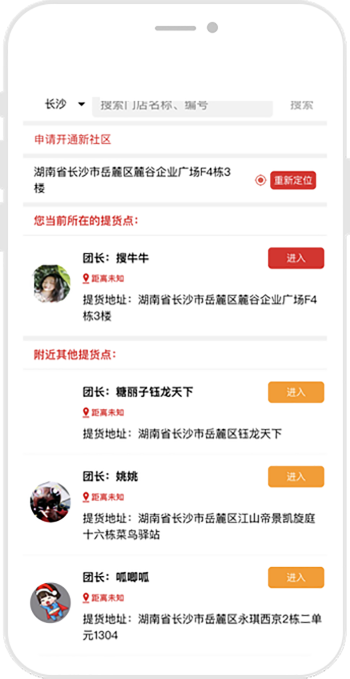 长沙 搜索门店名称、编号 搜索
申请开通新社区
湖南省长沙市岳麓区麓谷企业广场F4栋3
楼
重新定位
您当前所在的提货点：
团长：搜牛牛
进入
距离未知
提货地址：湖南省长沙市岳麓区麓谷企业广场F4
栋3楼
附近其他提货点：
团长：糖丽子钰龙天下
进入
距离未知
提货地址：湖南省长沙市岳麓区钰龙天下
团长：姚姚
进入
距离未知
提货地址：湖南省长沙市岳麓区江山帝景凯旋庭
十六栋菜鸟驿站
团长：呱唧呱
进入
距离未知
提货地址：湖南省长沙市岳麓区永琪西京2栋二单
元1304